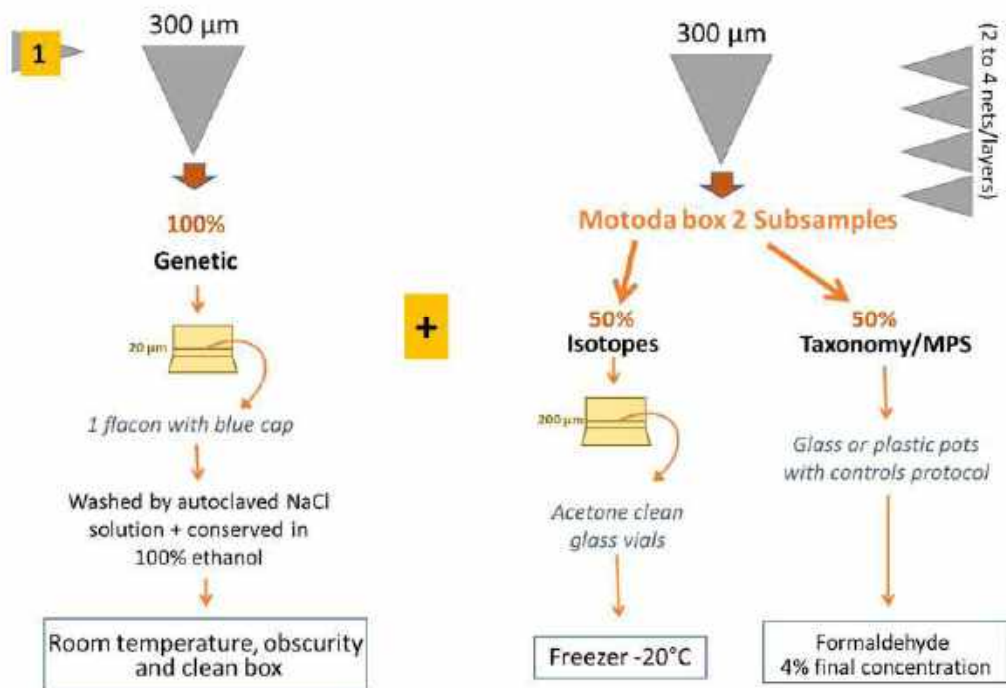 1
300 µm
100%
Genetic
20 µm
1 flacon with blue cap
Washed by autoclaved NaCl
solution + conserved in
100% ethanol
Room temperature, obscurity
and clean box
+
300 µm
(2 to 4 nets/layers)
Motoda box 2 Subsamples
50%
Isotopes
200 µm
Acetone clean
glass vials
Freezer -20°C
50%
Taxonomy/MPS
Glass or plastic pots
with controls protocol
Formaldehyde
4% final concentration